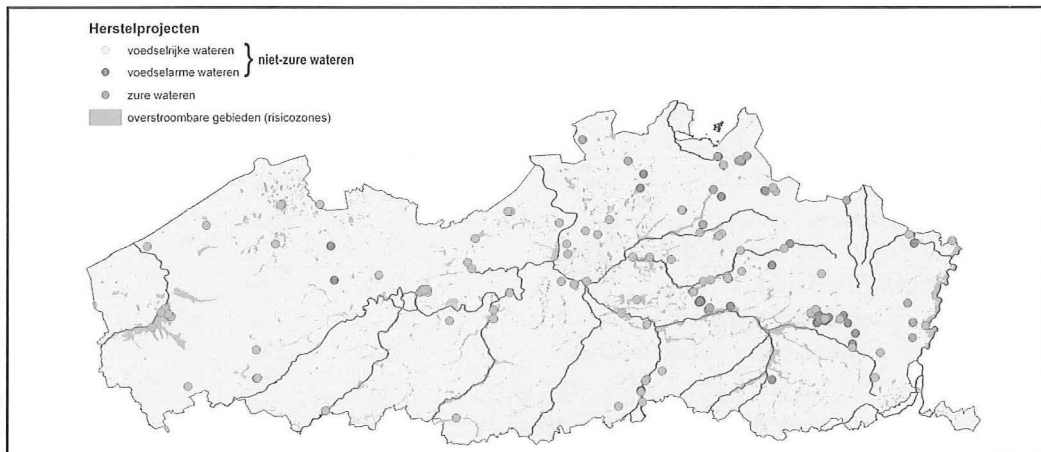 Herstelprojecten
voedselrijke wateren
niet-zure wateren
voedselarme wateren
zure wateren
overstroombare gebieden (risicozones)